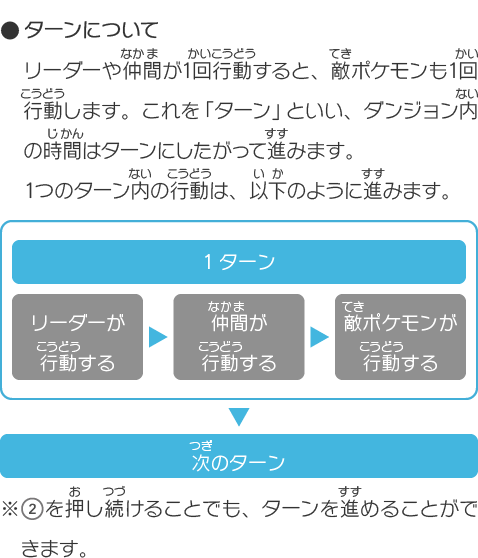 ● ターンについて
リーダーや仲間が1回行動すると、敵ポケモンも1回
行動します。これを「ターン」といい、ダンジョン内
の時間はターンにしたがって進みます。
1つのターン内の行動は、以下のように進みます。
1 ターン
リーダーが
行動する
仲間が
行動する
敵ポケモンが
行動する
次のターン
※②を押し続けることでも、ターンを進めることがで
きます。